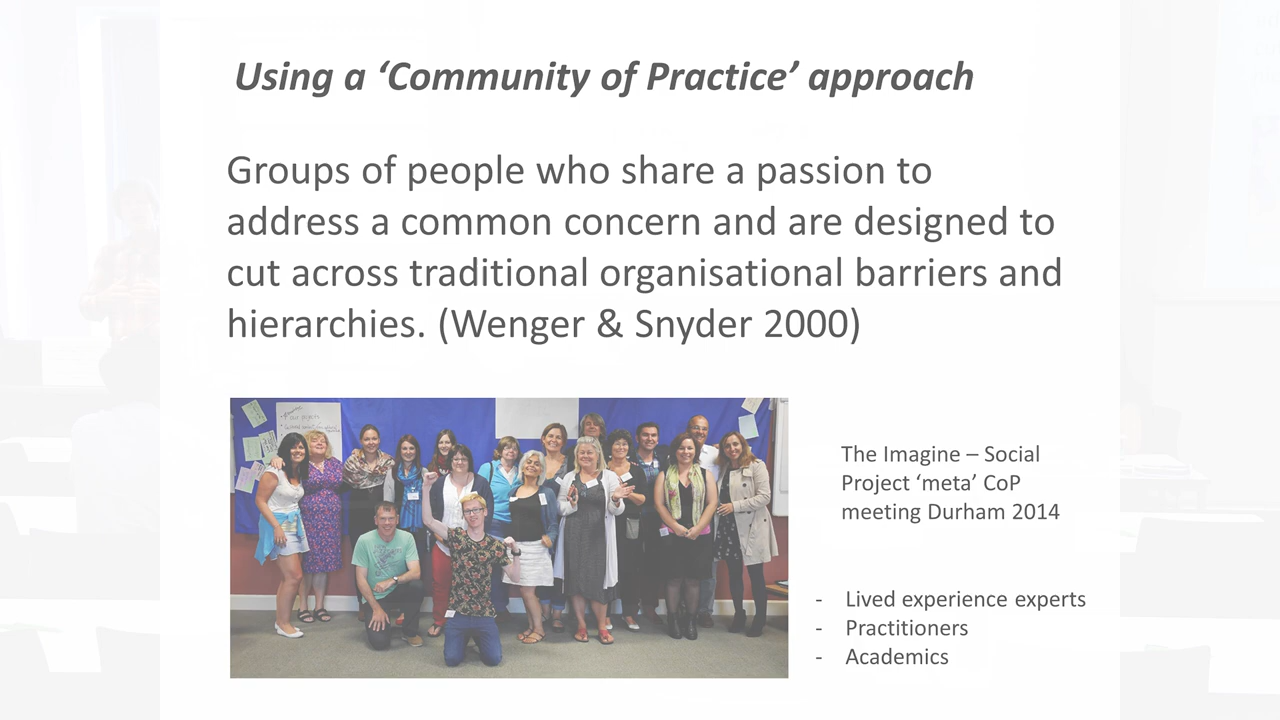 Using a ‘Community of Practice’ approach
Groups of people who share a passion to
address a common concern and are designed to
cut across traditional organisational barriers and
hierarchies. (Wenger & Snyder 2000)
The Imagine – Social
Project ‘meta’ CoP
meeting Durham 2014
- Lived experience experts
- Practitioners
- Academics